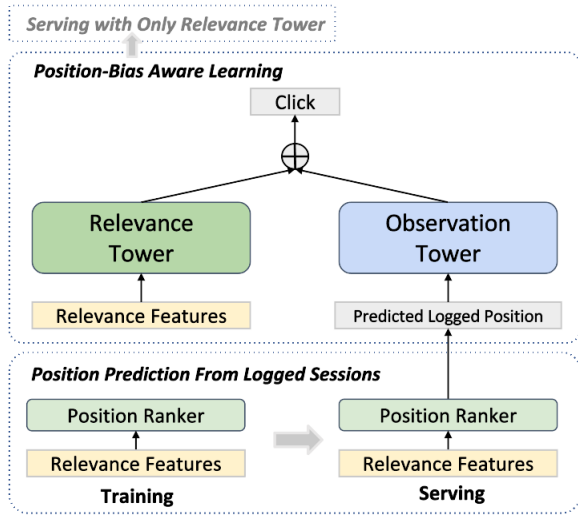 Serving with Only Relevance Tower
Position-Bias Aware Learning
Click
Relevance
Tower
Observation
Tower
Relevance Features
Predicted Logged Position
Position Prediction From Logged Sessions
Position Ranker
Position Ranker
Relevance Features
Relevance Features
Training
Serving